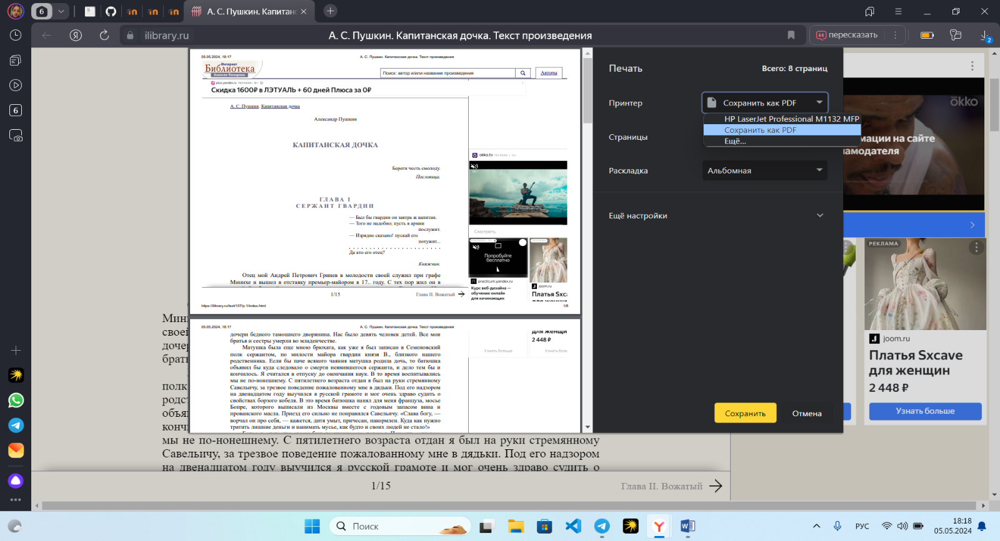 6
А. С. Пушкин. Капитанс
ilibrary.ru
А. С. Пушкин. Капитанская дочка. Текст произведения
пересказать
2
6
05.05.2024, 18:17
А. С. Пушкин. Капитанская дочка. Текст произведения
Интернет
Библиотека
Алексея Комарова
Поиск: автор и/или название произведения
Авторы
plus.yandex.ru РЕКЛАМА • 18+
Скидка 1600₽ в ЛЭТУАЛЬ + 60 дней Плюса за 0₽
А. С. Пушкин. Капитанская дочка
Александр Пушкин
КАПИТАНСКАЯ ДОЧКА
Береги честь смолоду.
Пословица.
ГЛАВА I
СЕРЖАНТ ГВАРДИИ
— Был бы гвардии он завтра ж капитан.
— Того не надобно; пусть в армии
послужит.
— Изрядно сказано! пускай его
потужит...
Да кто его отец?
Княжнин.
Отец мой Андрей Петрович Гринев в молодости своей служил при графе
Минихе и вышел в отставку премьер-майором в 17.. году. С тех пор жил он в
1/15
Глава II. Вожатый
https://ilibrary.ru/text/107/p.1/index.html
1/8
okko.tv РЕКЛАМА
Смотреть
РЕКЛАМА
Попробуйте
бесплатно
practicum.yandex.ru
Курс веб-дизайна —
обучение онлайн
для начинающих
РЕКЛАМА
joom.ru
Платья Sxca
для женщи
05.05.2024, 18:17
А. С. Пушкин. Капитанская дочка. Текст произведения
дочери бедного тамошнего дворянина. Нас было девять человек детей. Все мои
братья и сестры умерли во младенчестве.
Матушка была еще мною брюхата, как уже я был записан в Семеновский
полк сержантом, по милости майора гвардии князя В., близкого нашего
родственника. Если бы паче всякого чаяния матушка родила дочь, то батюшка
объявил бы куда следовало о смерти неявившегося сержанта, и дело тем бы и
кончилось. Я считался в отпуску до окончания наук. В то время воспитывались
мы не по-нонешнему. С пятилетнего возраста отдан я был на руки стремянному
Савельичу, за трезвое поведение пожалованному мне в дядьки. Под его надзором
на двенадцатом году выучился я русской грамоте и мог очень здраво судить о
свойствах борзого кобеля. В это время батюшка нанял для меня француза, мосье
Бопре, которого выписали из Москвы вместе с годовым запасом вина и
прованского масла. Приезд его сильно не понравился Савельичу. «Слава богу, —
ворчал он про себя, — кажется, дитя умыт, причесан, накормлен. Куда как нужно
тратить лишние деньги и нанимать мусье, как будто и своих людей не стало!»
для женщин
2 448 ₽
Узнать больше
Узнать боль
Печать
Всего: 8 страниц
Принтер
Сохранить как PDF
HP LaserJet Professional M1132 MFP
Сохранить как PDF
Ещё...
Страницы
Раскладка
Альбомная
Ещё настройки
Сохранить
Отмена
okko
мации на сайте
ламодателя
РЕКЛАМА
joom.ru
Платья Sxcave
для женщин
2 448 ₽
Узнать больше
Мини
своей
дочер
брать
полк
родст
объя
конч
мы не по-нонешнему. С пятилетнего возраста отдан я был на руки стремянному
Савельичу, за трезвое поведение пожалованному мне в дядьки. Под его надзором
на двенадцатом году выучился я русской грамоте и мог очень здраво судить о
1/15
Глава II. Вожатый
Поиск
РУС
18:18
05.05.2024